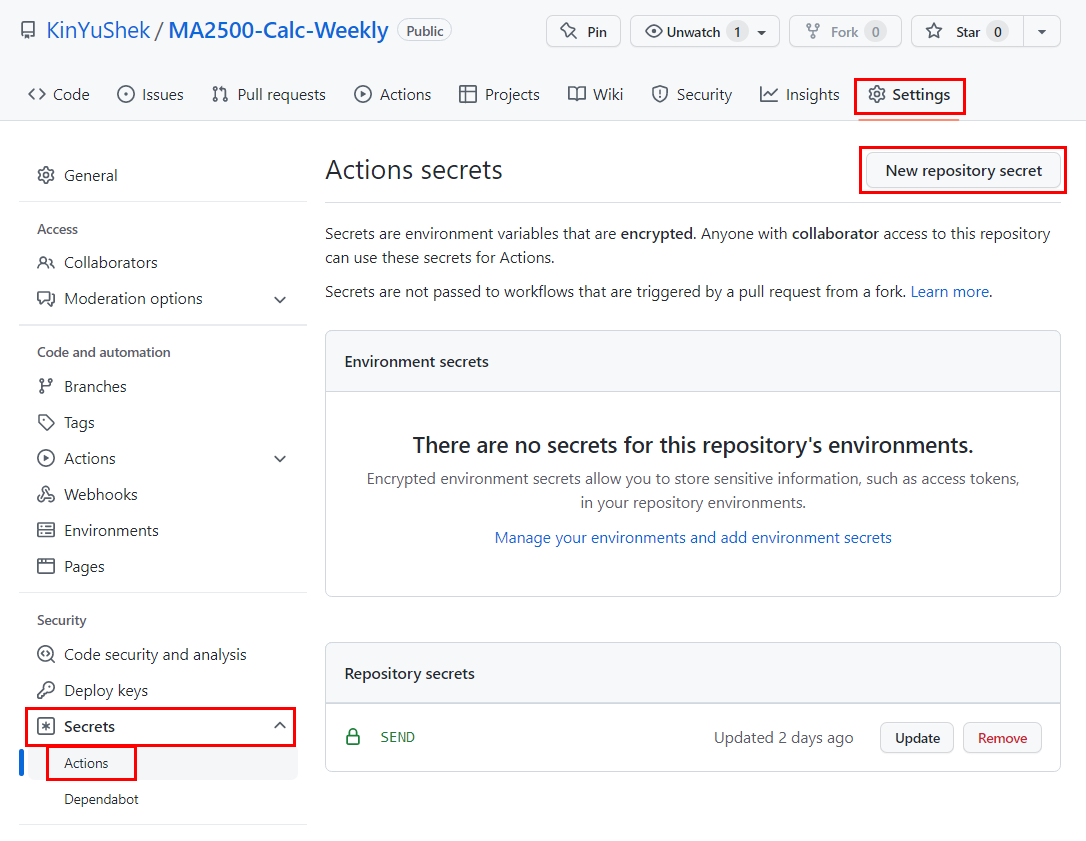 KinYuShek / MA2500-Calc-Weekly Public
Pin
Unwatch 1
Fork 0
Star 0
Code
Issues
Pull requests
Actions
Projects
Wiki
Security
Insights
Settings
General
Access
Collaborators
Moderation options
Code and automation
Branches
Tags
Actions
Webhooks
Environments
Pages
Security
Code security and analysis
Deploy keys
Secrets
Actions
Dependabot
Actions secrets
New repository secret
Secrets are environment variables that are encrypted. Anyone with collaborator access to this repository
can use these secrets for Actions.
Secrets are not passed to workflows that are triggered by a pull request from a fork. Learn more.
Environment secrets
There are no secrets for this repository's environments.
Encrypted environment secrets allow you to store sensitive information, such as access tokens,
in your repository environments.
Manage your environments and add environment secrets
Repository secrets
SEND
Updated 2 days ago
Update
Remove